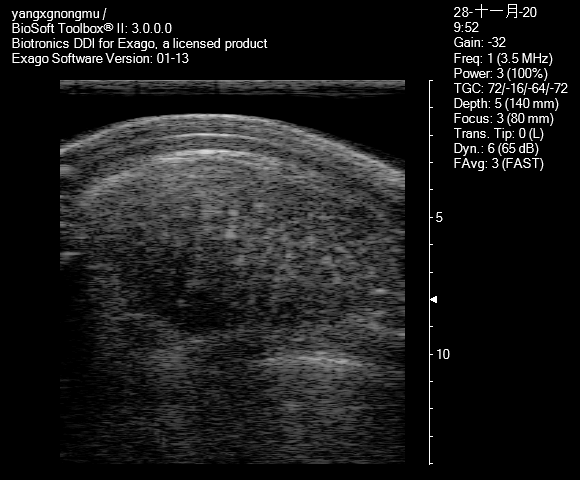 yangxgnongmu /
BioSoft Toolbox® II: 3.0.0.0
Biotronics DDI for Exago, a licensed product
Exago Software Version: 01-13
28-十一月-20
9:52
Gain: -32
Freq: 1 (3.5 MHz)
Power: 3 (100%)
TGC: 72/-16/-64/-72
Depth: 5 (140 mm)
Focus: 3 (80 mm)
Trans. Tip: 0 (L)
Dyn.: 6 (65 dB)
FAvg: 3 (FAST)
5
10